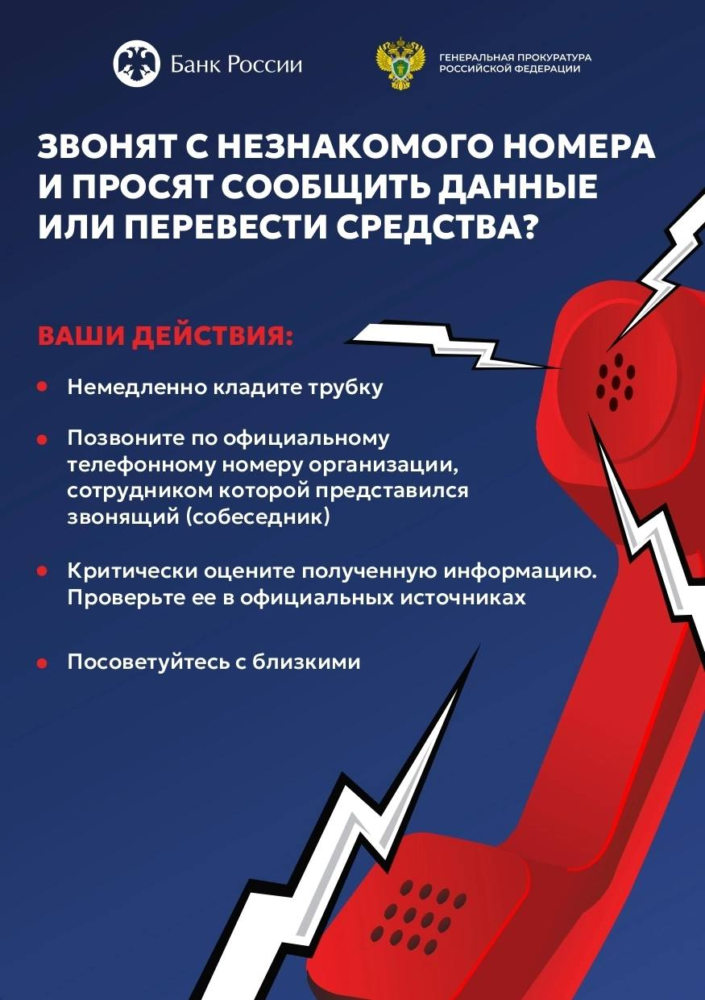 Банк России
ГЕНЕРАЛЬНАЯ ПРОКУРАТУРА
РОССИЙСКОЙ ФЕДЕРАЦИИ
ЗВОНЯТ С НЕЗНАКОМОГО НОМЕРА
И ПРОСЯТ СООБЩИТЬ ДАННЫЕ
ИЛИ ПЕРЕВЕСТИ СРЕДСТВА?
ВАШИ ДЕЙСТВИЯ:
• Немедленно кладите трубку
• Позвоните по официальному
телефонному номеру организации,
сотрудником которой представился
звонящий (собеседник)
• Критически оцените полученную информацию.
Проверьте ее в официальных источниках
• Посоветуйтесь с близкими